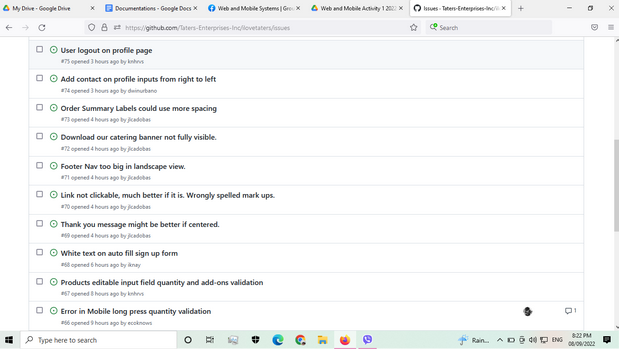 My Drive - Google Drive
Documentations - Google Docs
Web and Mobile Systems | Gree
Web and Mobile Activity 1 202
Issues - Taters-Enterprises-Inc/il
https://github.com/Taters-Enterprises-Inc/ilovetaters/issues
Search
User logout on profile page
#75 opened 3 hours ago by knhrvs
Add contact on profile inputs from right to left
#74 opened 3 hours ago by dwinurbano
Order Summary Labels could use more spacing
#73 opened 4 hours ago by jlcadobas
Download our catering banner not fully visible.
#72 opened 4 hours ago by jlcadobas
Footer Nav too big in landscape view.
#71 opened 4 hours ago by jlcadobas
Link not clickable, much better if it is. Wrongly spelled mark ups.
#70 opened 4 hours ago by jlcadobas
Thank you message might be better if centered.
#69 opened 4 hours ago by jlcadobas
White text on auto fill sign up form
#68 opened 6 hours ago by iknay
Products editable input field quantity and add-ons validation
#67 opened 8 hours ago by knhrvs
Error in Mobile long press quantity validation
1
#66 opened 9 hours ago by ecoknows
Type here to search
Rain...
ENG
8:22 PM
08/09/2022